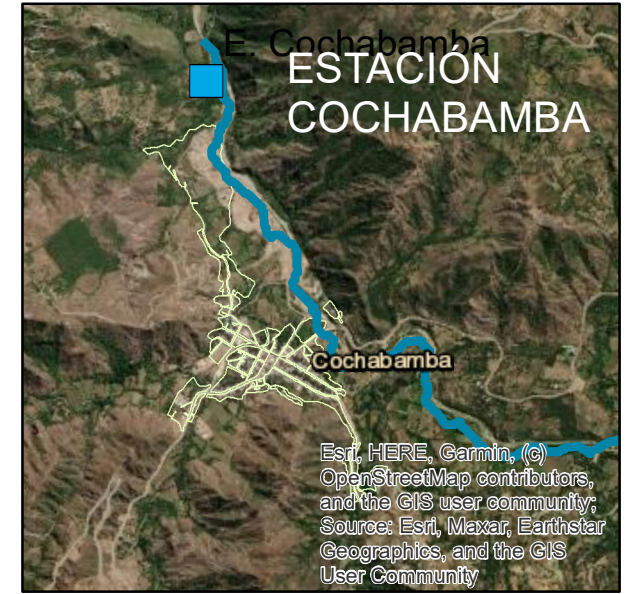 E. Cochabamba
ESTACIÓN
COCHABAMBA
Cochabamba
Esri, HERE, Garmin, (c)
OpenStreetMap contributors,
and the GIS user community;
Source: Esri, Maxar, Earthstar
Geographics, and the GIS
User Community